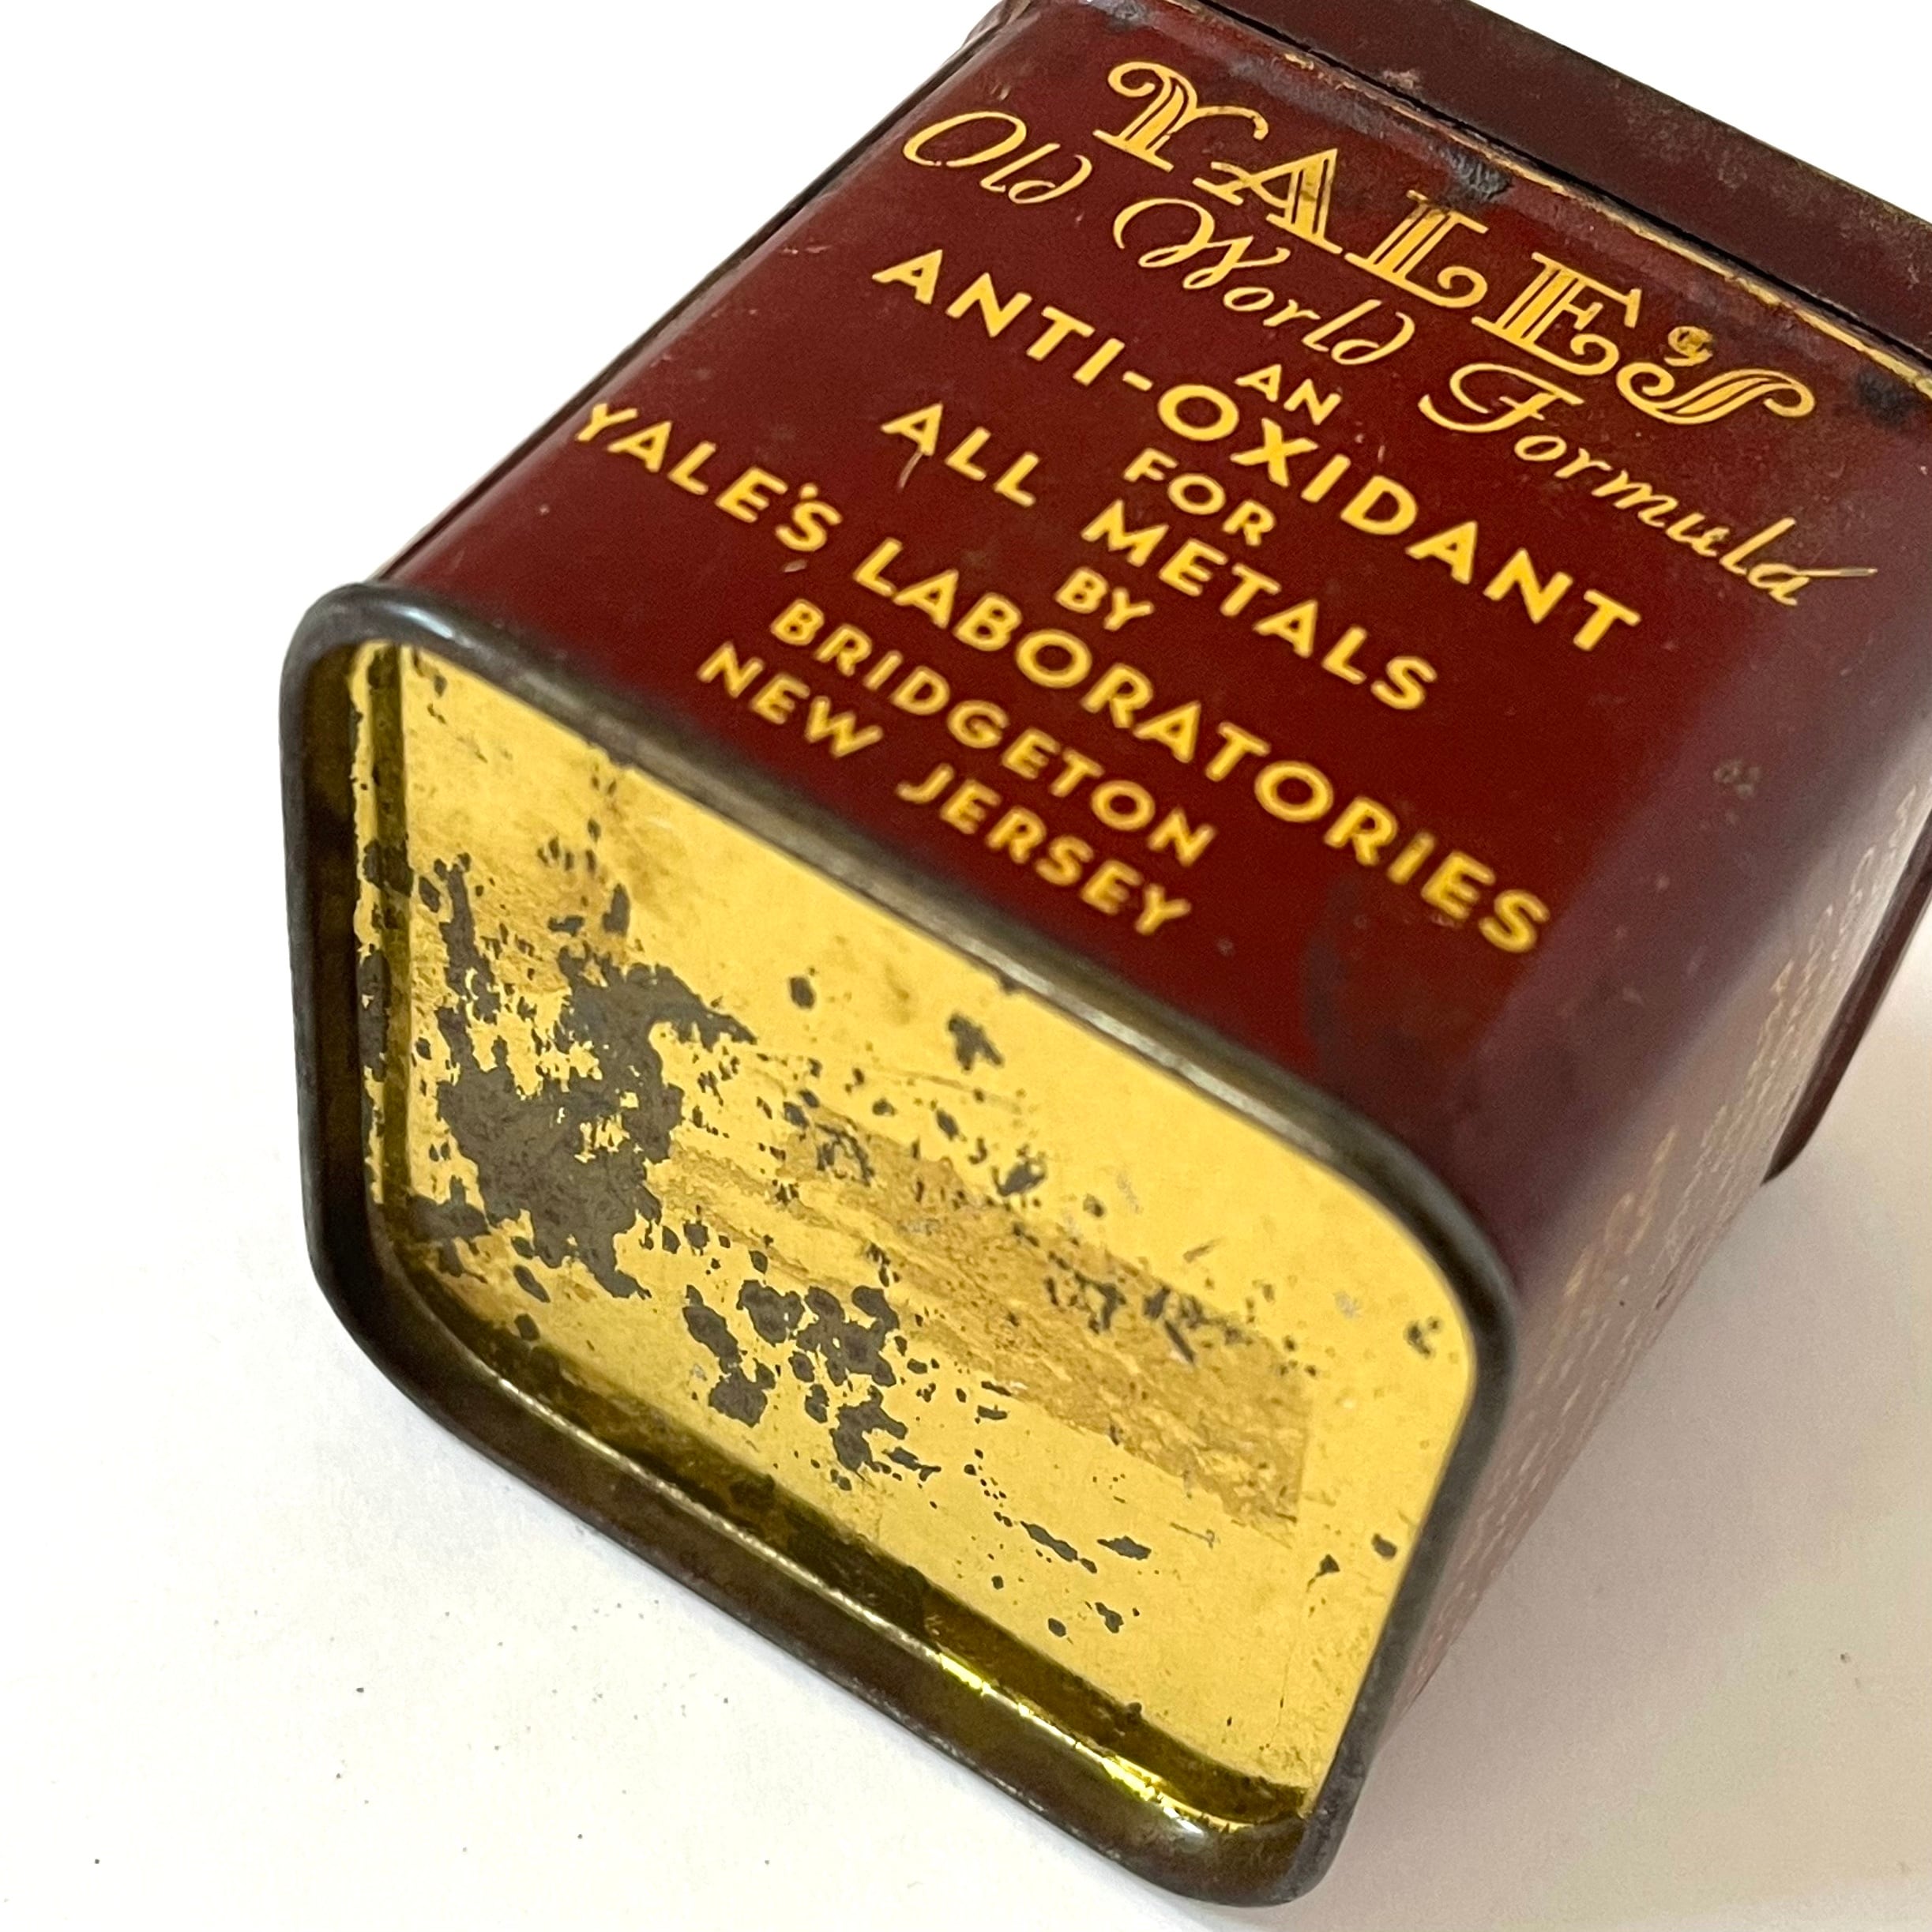 YALE'S
Old World Formula
AN
ANTI-OXIDANT
FOR
ALL METALS
BY
YALE'S LABORATORIES
BRIDGETON
NEW JERSEY